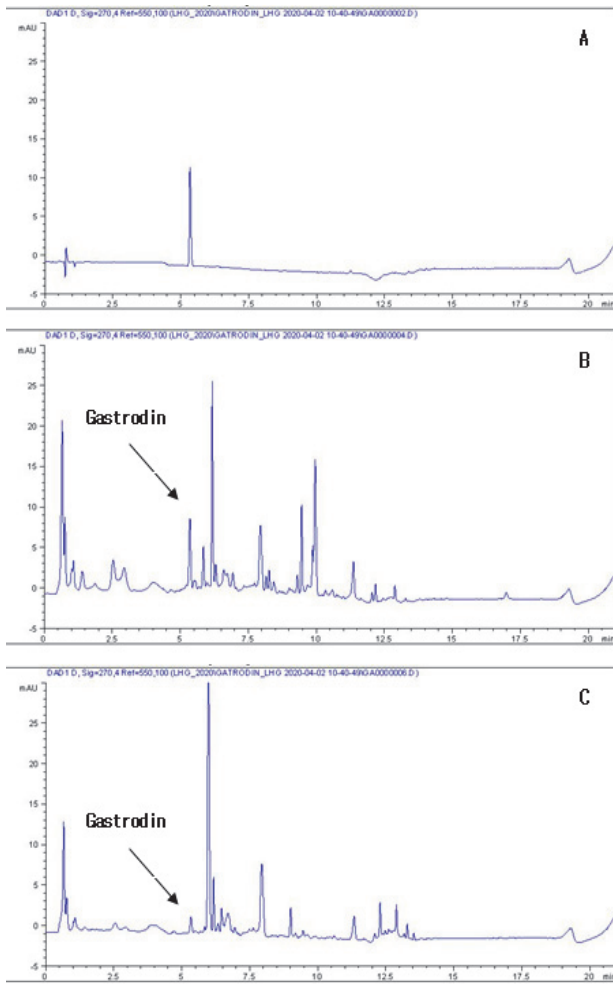 DAD1 D, Sig=270,4 Ref=550,100 (LHG_2020\GATRODIN_LHG 2020-04-02 10-40-49\GA0000002.D)
mAU
A
25
20
15
10
5
0
-5
0 2.5 5 7.5 10 12.5 15 17.5 20 min
DAD1 D, Sig=270,4 Ref=550,100 (LHG_2020\GATRODIN_LHG 2020-04-02 10-40-49\GA0000004.D)
mAU
B
25
Gastrodin
20
15
10
5
0
-5
0 2.5 5 7.5 10 12.5 15 17.5 20 min
DAD1 D, Sig=270,4 Ref=550,100 (LHG_2020\GATRODIN_LHG 2020-04-02 10-40-49\GA0000006.D)
mAU
C
25
20
15
Gastrodin
10
5
0
-5
0 2.5 5 7.5 10 12.5 15 17.5 20 min